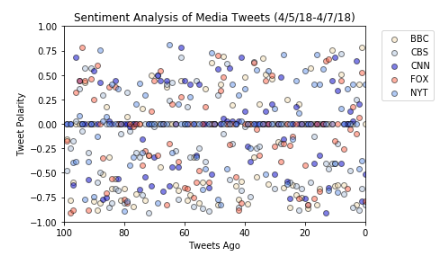 Sentiment Analysis of Media Tweets (4/5/18-4/7/18)
1.00
0.75
0.50
0.25
0.00
−0.25
−0.50
−0.75
−1.00
Tweet Polarity
100
80
60
40
20
0
Tweets Ago
BBC
CBS
CNN
FOX
NYT